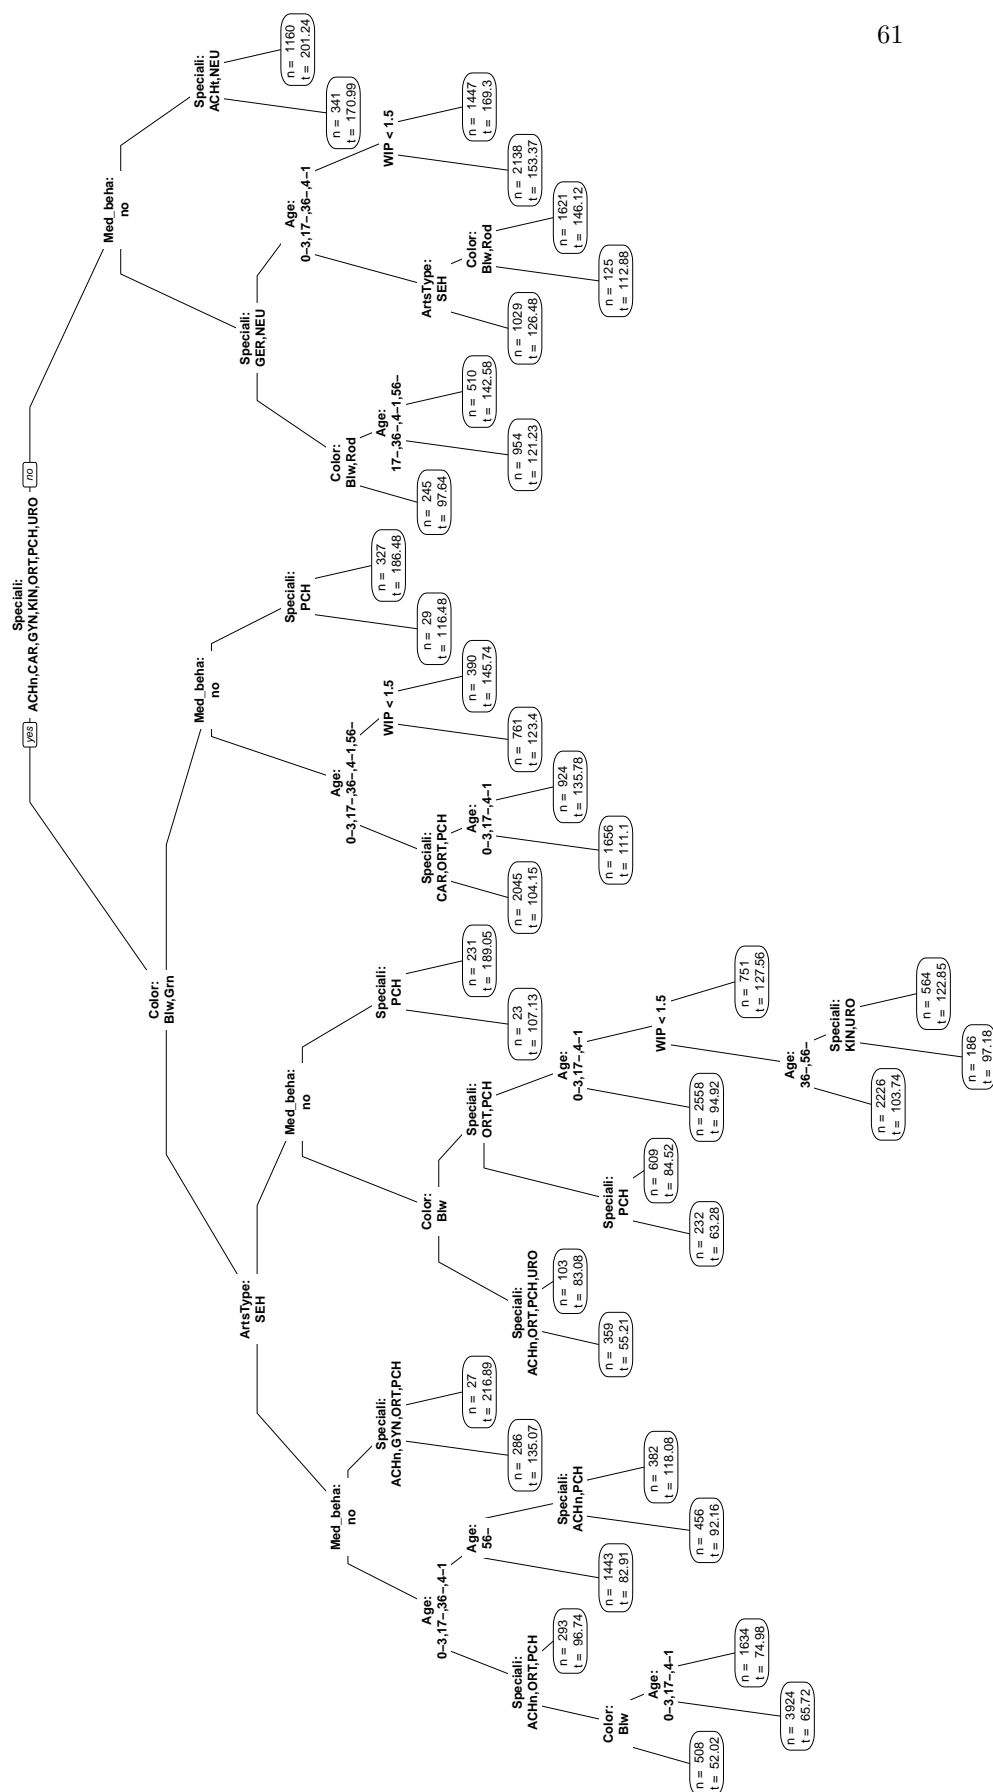 61
Speciali:
yes ACHn,CAR,GYN,KIN,ORT,PCH,URO no
Color:
Blw,Grn
Med_beha:
no
ArtsType:
SEH
Med_beha:
no
Speciali:
GER,NEU
Speciali:
ACHt,NEU
Med_beha:
no
Med_beha:
no
Age:
0−3,17−,36−,4−1,56−
Speciali:
PCH
Color:
Blw,Rod
Age:
0−3,17−,36−,4−1
n = 341
t = 170.99
n = 1160
t = 201.24
Age:
0−3,17−,36−,4−1
Speciali:
ACHn,GYN,ORT,PCH
Color:
Blw
Speciali:
PCH
Speciali:
CAR,ORT,PCH
WIP < 1.5
n = 29
t = 116.48
n = 327
t = 186.48
n = 245
t = 97.64
Age:
17−,36−,4−1,56−
ArtsType:
SEH
WIP < 1.5
Speciali:
ACHn,ORT,PCH
Age:
56−
n = 286
t = 135.07
n = 27
t = 216.89
Speciali:
ACHn,ORT,PCH,URO
Speciali:
ORT,PCH
n = 23
t = 107.13
n = 231
t = 189.05
n = 2045
t = 104.15
Age:
0−3,17−,4−1
n = 761
t = 123.4
n = 390
t = 145.74
n = 954
t = 121.23
n = 510
t = 142.58
n = 1029
t = 126.48
Color:
Blw,Rod
n = 2138
t = 153.37
n = 1447
t = 169.3
Color:
Blw
n = 293
t = 96.74
n = 1443
t = 82.91
Speciali:
ACHn,PCH
n = 359
t = 55.21
n = 103
t = 83.08
Speciali:
PCH
Age:
0−3,17−,4−1
n = 1656
t = 111.1
n = 924
t = 135.78
n = 125
t = 112.88
n = 1621
t = 146.12
n = 508
t = 52.02
Age:
0−3,17−,4−1
n = 456
t = 92.16
n = 382
t = 118.08
n = 232
t = 63.28
n = 609
t = 84.52
n = 2558
t = 94.92
WIP < 1.5
n = 3924
t = 65.72
n = 1634
t = 74.98
Age:
36−,56−
n = 751
t = 127.56
n = 2226
t = 103.74
Speciali:
KIN,URO
n = 186
t = 97.18
n = 564
t = 122.85